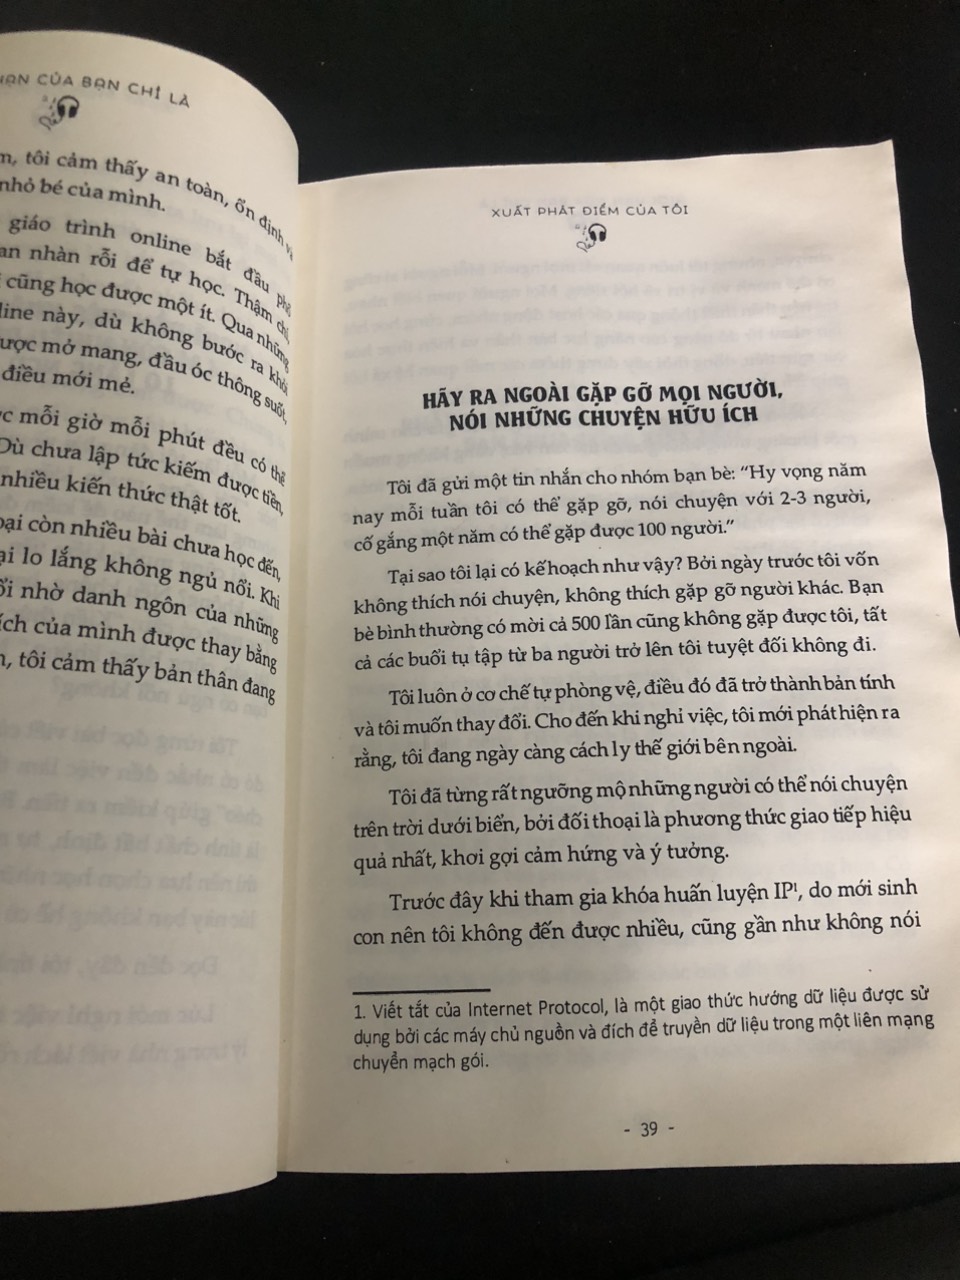 CỦA BẠN CHỈ LÀ
tôi cảm thấy an toàn, ổn định
nhỏ bé của mình.
giáo trình online bắt đầu
nhàn rỗi để tự học. Thậm chí,
cũng học được một ít. Qua những
này, dù không bước ra khỏi
mở mang, đầu óc thông suốt,
điều mới mẻ.
mỗi giờ mỗi phút đều có thể
Dù chưa lập tức kiếm được tiền,
nhiều kiến thức thật tốt.
còn nhiều bài chưa học đến,
lo lắng không ngủ nổi. Khi
nhờ danh ngôn của những
của mình được thay bằng
tôi cảm thấy bản thân đang
XUẤT PHÁT ĐIỂM CỦA TÔI
HÃY RA NGOÀI GẶP GỠ MỌI NGƯỜI,
NÓI NHỮNG CHUYỆN HỮU ÍCH
Tôi đã gửi một tin nhắn cho nhóm bạn bè: “Hy vọng năm
nay mỗi tuần tôi có thể gặp gỡ, nói chuyện với 2-3 người,
cố gắng một năm có thể gặp được 100 người.”
Tại sao tôi lại có kế hoạch như vậy? Bởi ngày trước tôi vốn
không thích nói chuyện, không thích gặp gỡ người khác. Bạn
bè bình thường có mời cả 500 lần cũng không gặp được tôi, tất
cả các buổi tụ tập từ ba người trở lên tôi tuyệt đối không đi.
Tôi luôn ở cơ chế tự phòng vệ, điều đó đã trở thành bản tính
và tôi muốn thay đổi. Cho đến khi nghỉ việc, tôi mới phát hiện ra
rằng, tôi đang ngày càng cách ly thế giới bên ngoài.
Tôi đã từng rất ngưỡng mộ những người có thể nói chuyện
trên trời dưới biển, bởi đối thoại là phương thức giao tiếp hiệu
quả nhất, khơi gợi cảm hứng và ý tưởng.
Trước đây khi tham gia khóa huấn luyện IP¹, do mới sinh
con nên tôi không đến được nhiều, cũng gần như không nói
1. Viết tắt của Internet Protocol, là một giao thức hướng dữ liệu được sử
dụng bởi các máy chủ nguồn và đích để truyền dữ liệu trong một liên mạng
chuyển mạch gói.
- 39 -